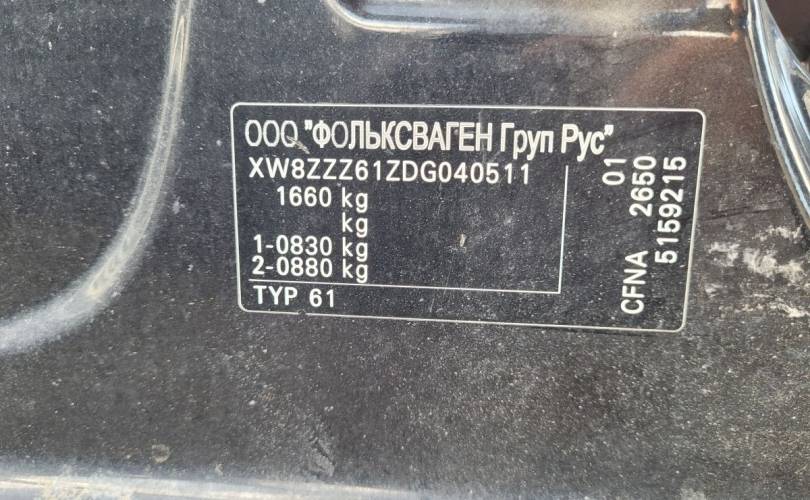 ООО "ФОЛЬКСВАГЕН Груп Рус"
XW8ZZZ61ZDG040511
1660 kg
kg
1-0830 kg
2-0880 kg
TYP 61
01
CFNA 2650
5159215